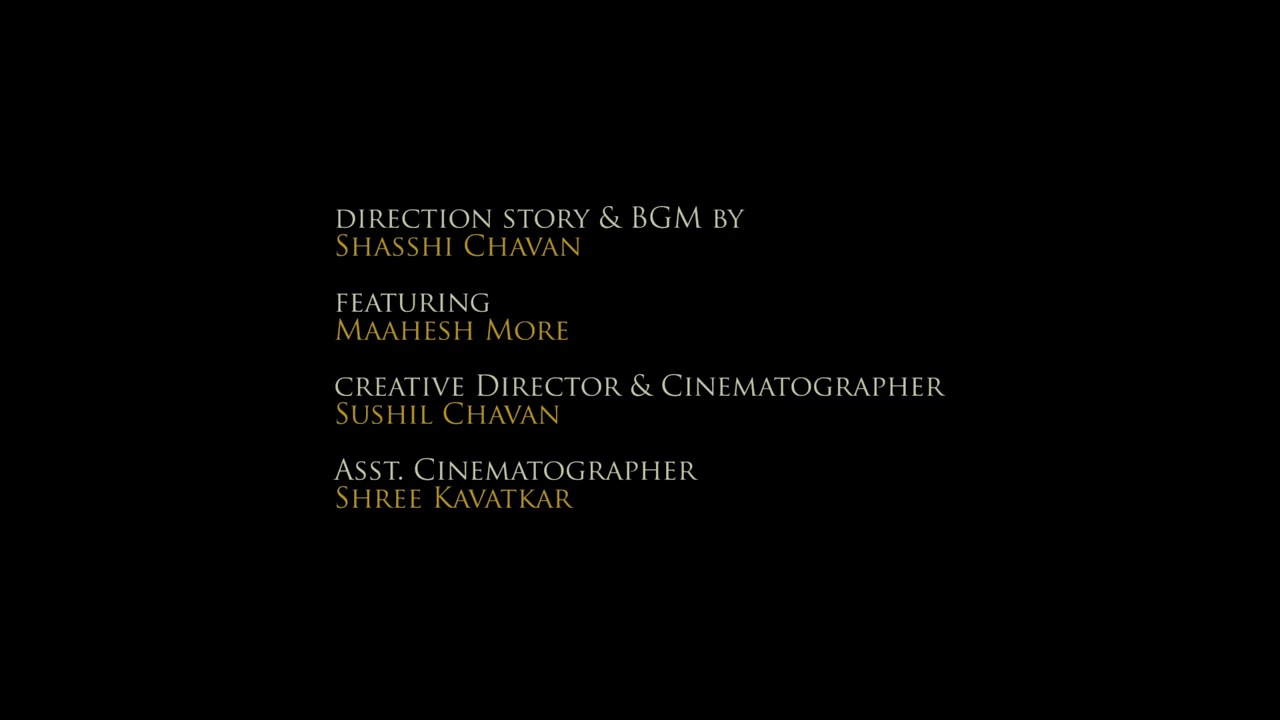 DIRECTION STORY & BGM BY
SHASSHI CHAVAN
FEATURING
MAAHESH MORE
CREATIVE DIRECTOR & CINEMATOGRAPHER
SUSHIL CHAVAN
ASST. CINEMATOGRAPHER
SHREE KAVATKAR